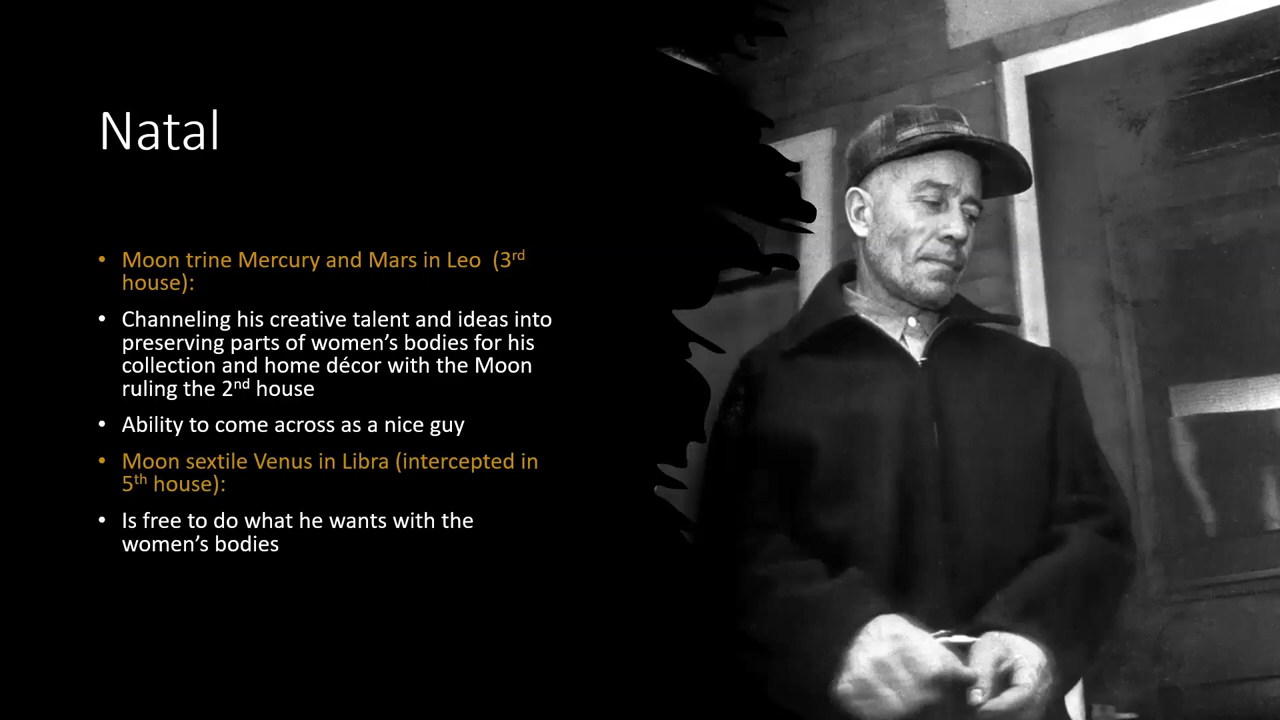 Natal
• Moon trine Mercury and Mars in Leo  (3rd
house):
• Channeling his creative talent and ideas into
preserving parts of women’s bodies for his
collection and home décor with the Moon
ruling the 2nd house
• Ability to come across as a nice guy
• Moon sextile Venus in Libra (intercepted in
5th house):
• Is free to do what he wants with the
women’s bodies